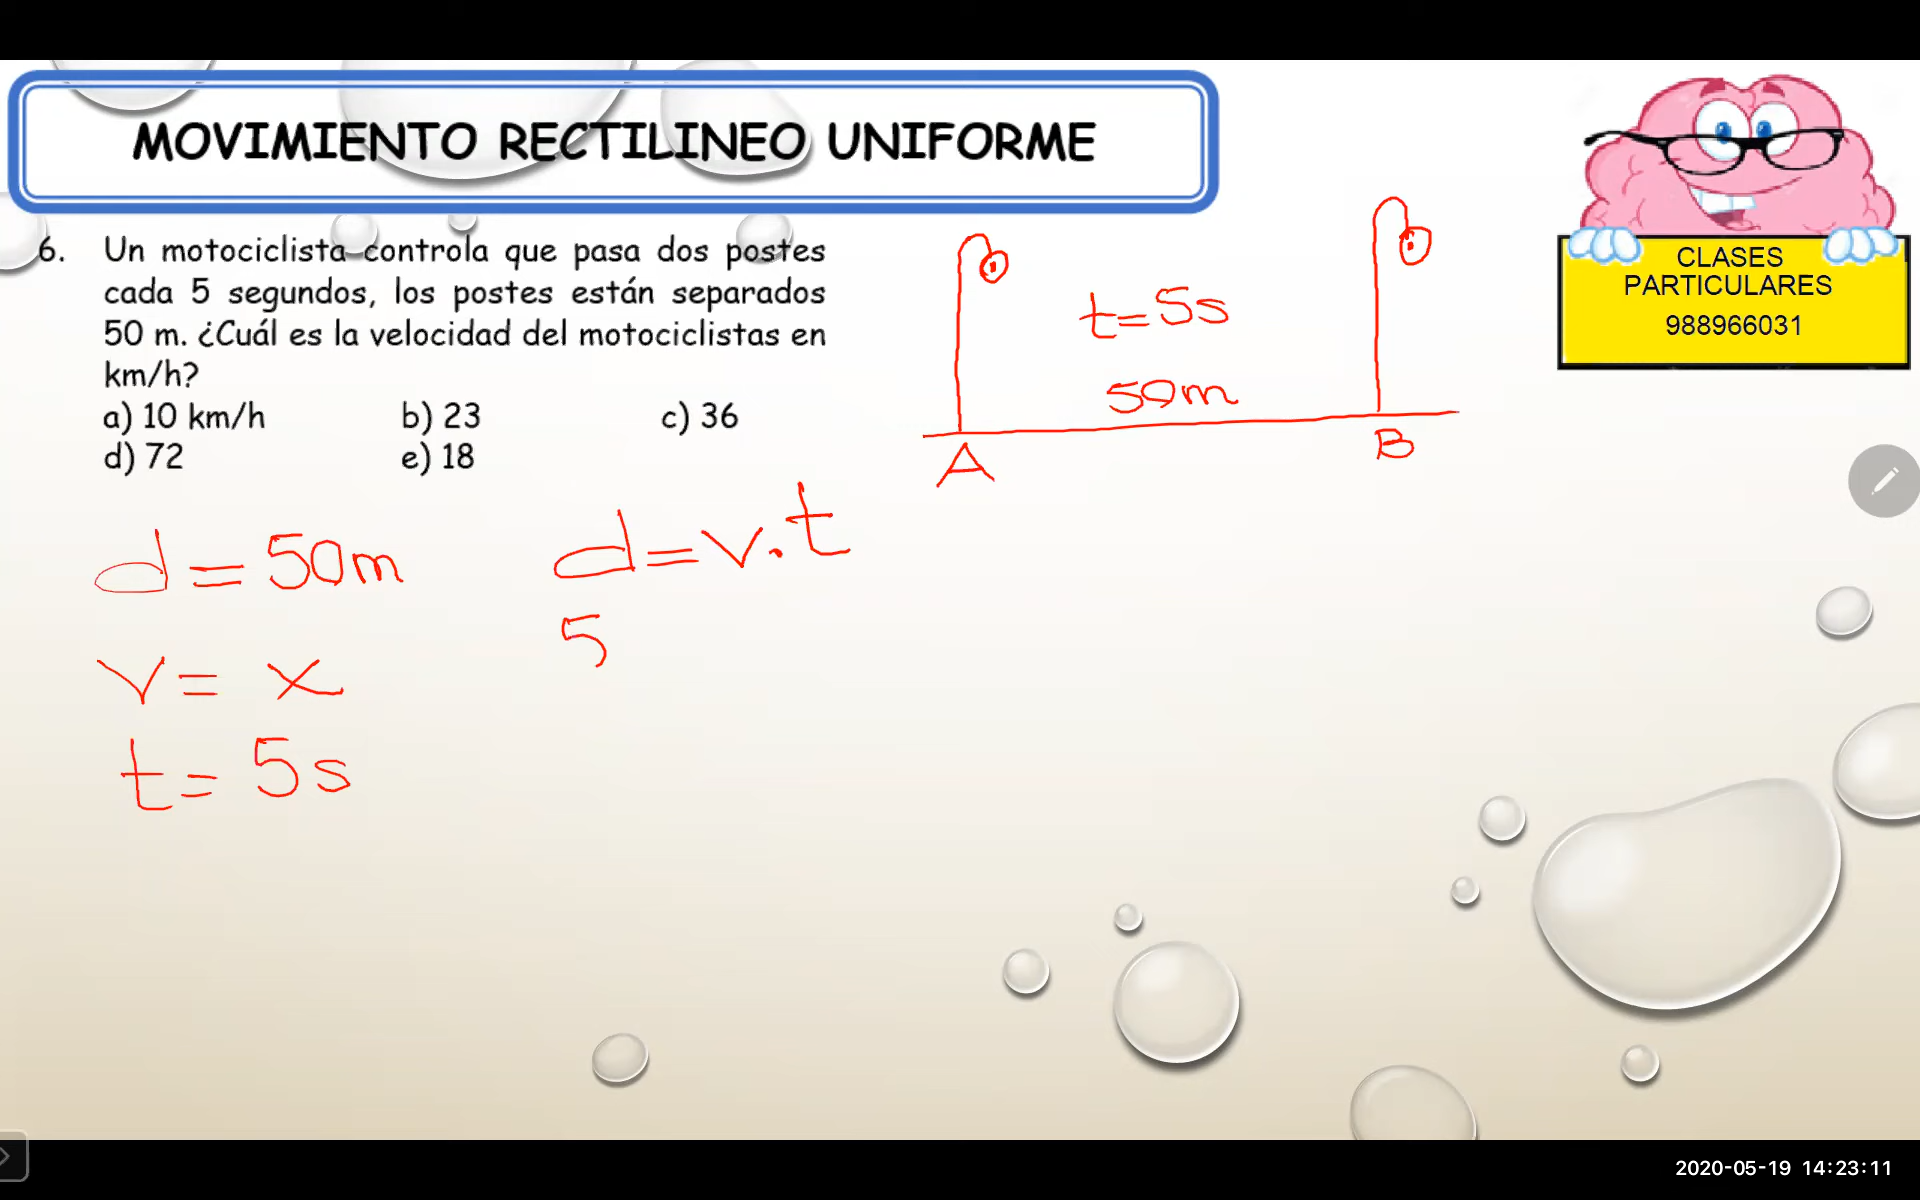 MOVIMIENTO RECTILINEO UNIFORME
6. Un motociclista controla que pasa dos postes
cada 5 segundos, los postes están separados
50 m. ¿Cuál es la velocidad del motociclistas en
km/h?
a) 10 km/h b) 23 c) 36
d) 72 e) 18
CLASES
PARTICULARES
988966031
t = 5s
50m
A B
d = 50m
v = x
t = 5s
d = v . t
5
2020-05-19 14:23:11